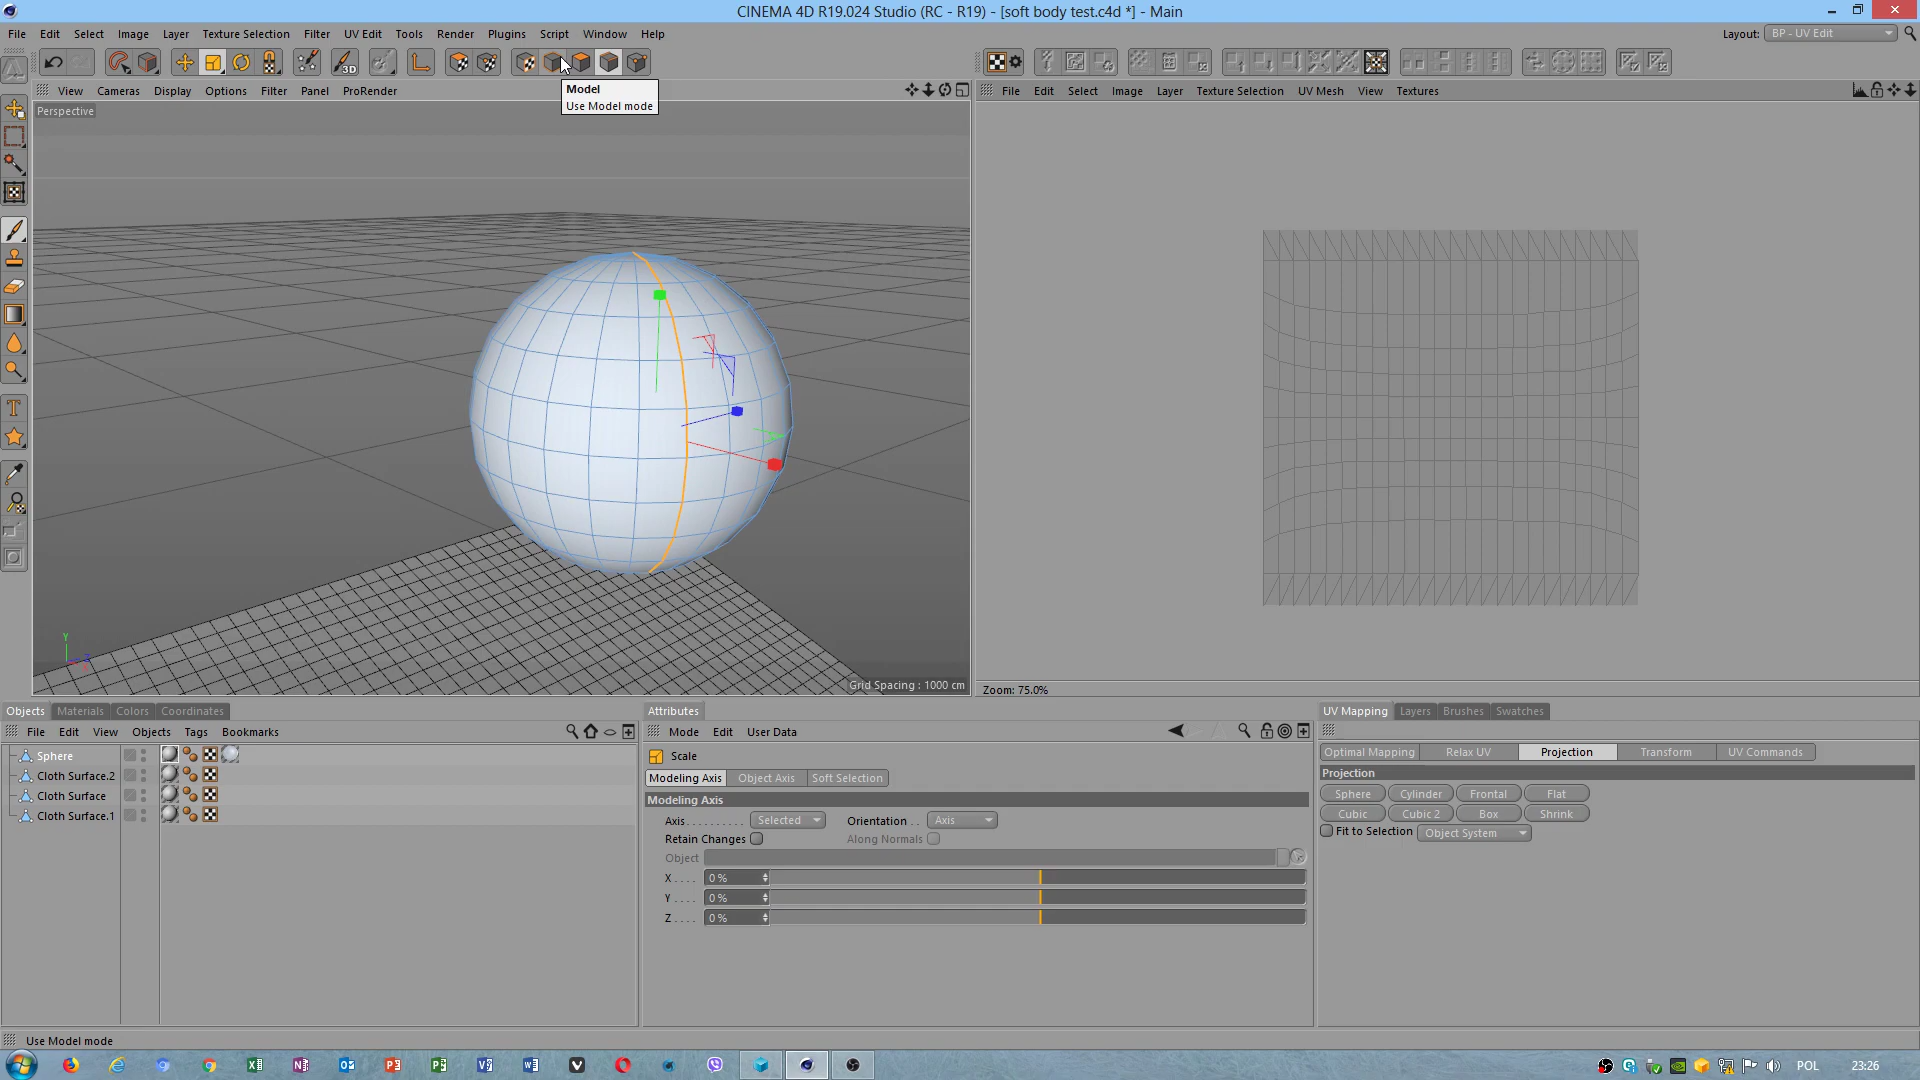 CINEMA 4D R19.024 Studio (RC - R19) - [soft body test.c4d *] - Main
File Edit Select Image Layer Texture Selection Filter UV Edit Tools Render Plugins Script Window Help
Layout: BP - UV Edit
View Cameras Display Options Filter Panel ProRender
File Edit Select Image Layer Texture Selection UV Mesh View Textures
Model
Use Model mode
Perspective
Y
Grid Spacing : 1000 cm
Zoom: 75.0%
Objects Materials Colors Coordinates
File Edit View Objects Tags Bookmarks
Sphere
Cloth Surface.2
Cloth Surface
Cloth Surface.1
Attributes
Mode Edit User Data
Scale
Modeling Axis Object Axis Soft Selection
Modeling Axis
Axis......... Selected Orientation .. Axis
Retain Changes Along Normals
Object
X .... 0 %
Y .... 0 %
Z .... 0 %
UV Mapping Layers Brushes Swatches
Optimal Mapping Relax UV Projection Transform UV Commands
Projection
Sphere Cylinder Frontal Flat
Cubic Cubic 2 Box Shrink
Fit to Selection Object System
Use Model mode
POL 23:26